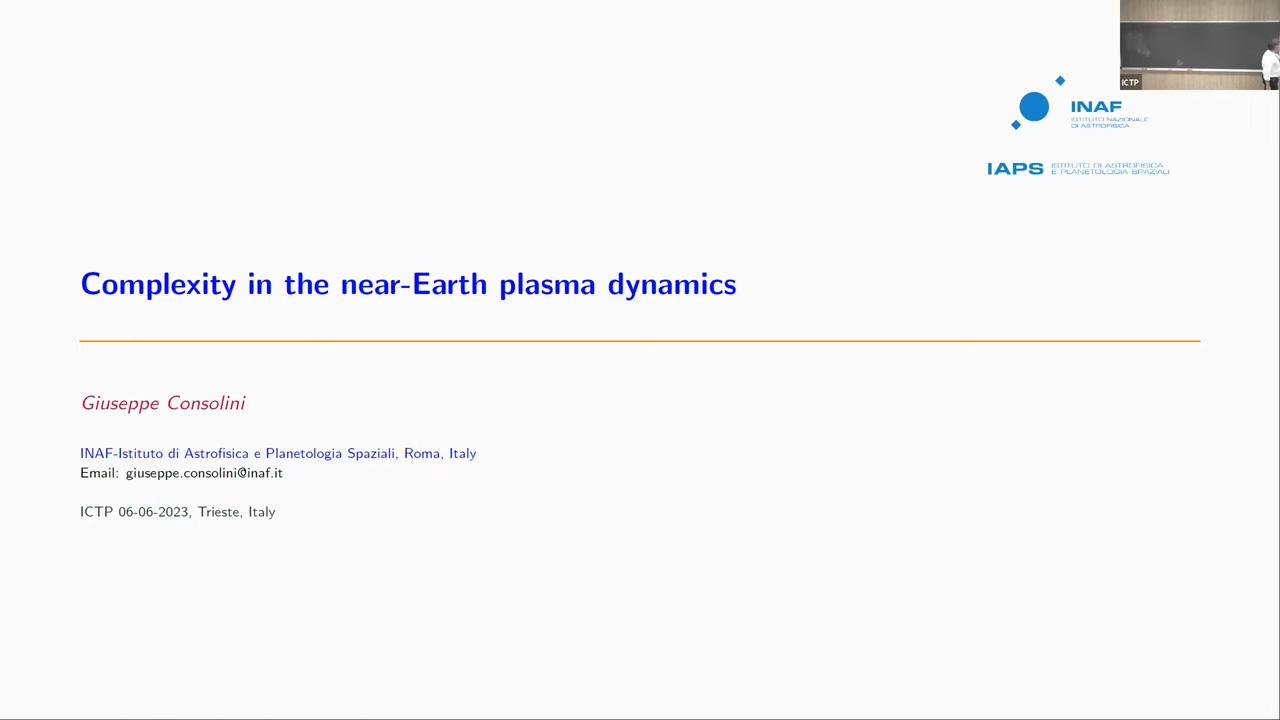 ICTP
INAF
ISTITUTO NAZIONALE
DI ASTROFISICA
IAPS
ISTITUTO DI ASTROFISICA
E PLANETOLOGIA SPAZIALI
Complexity in the near-Earth plasma dynamics
Giuseppe Consolini
INAF-Istituto di Astrofisica e Planetologia Spaziali, Roma, Italy
Email: giuseppe.consolini@inaf.it
ICTP 06-06-2023, Trieste, Italy